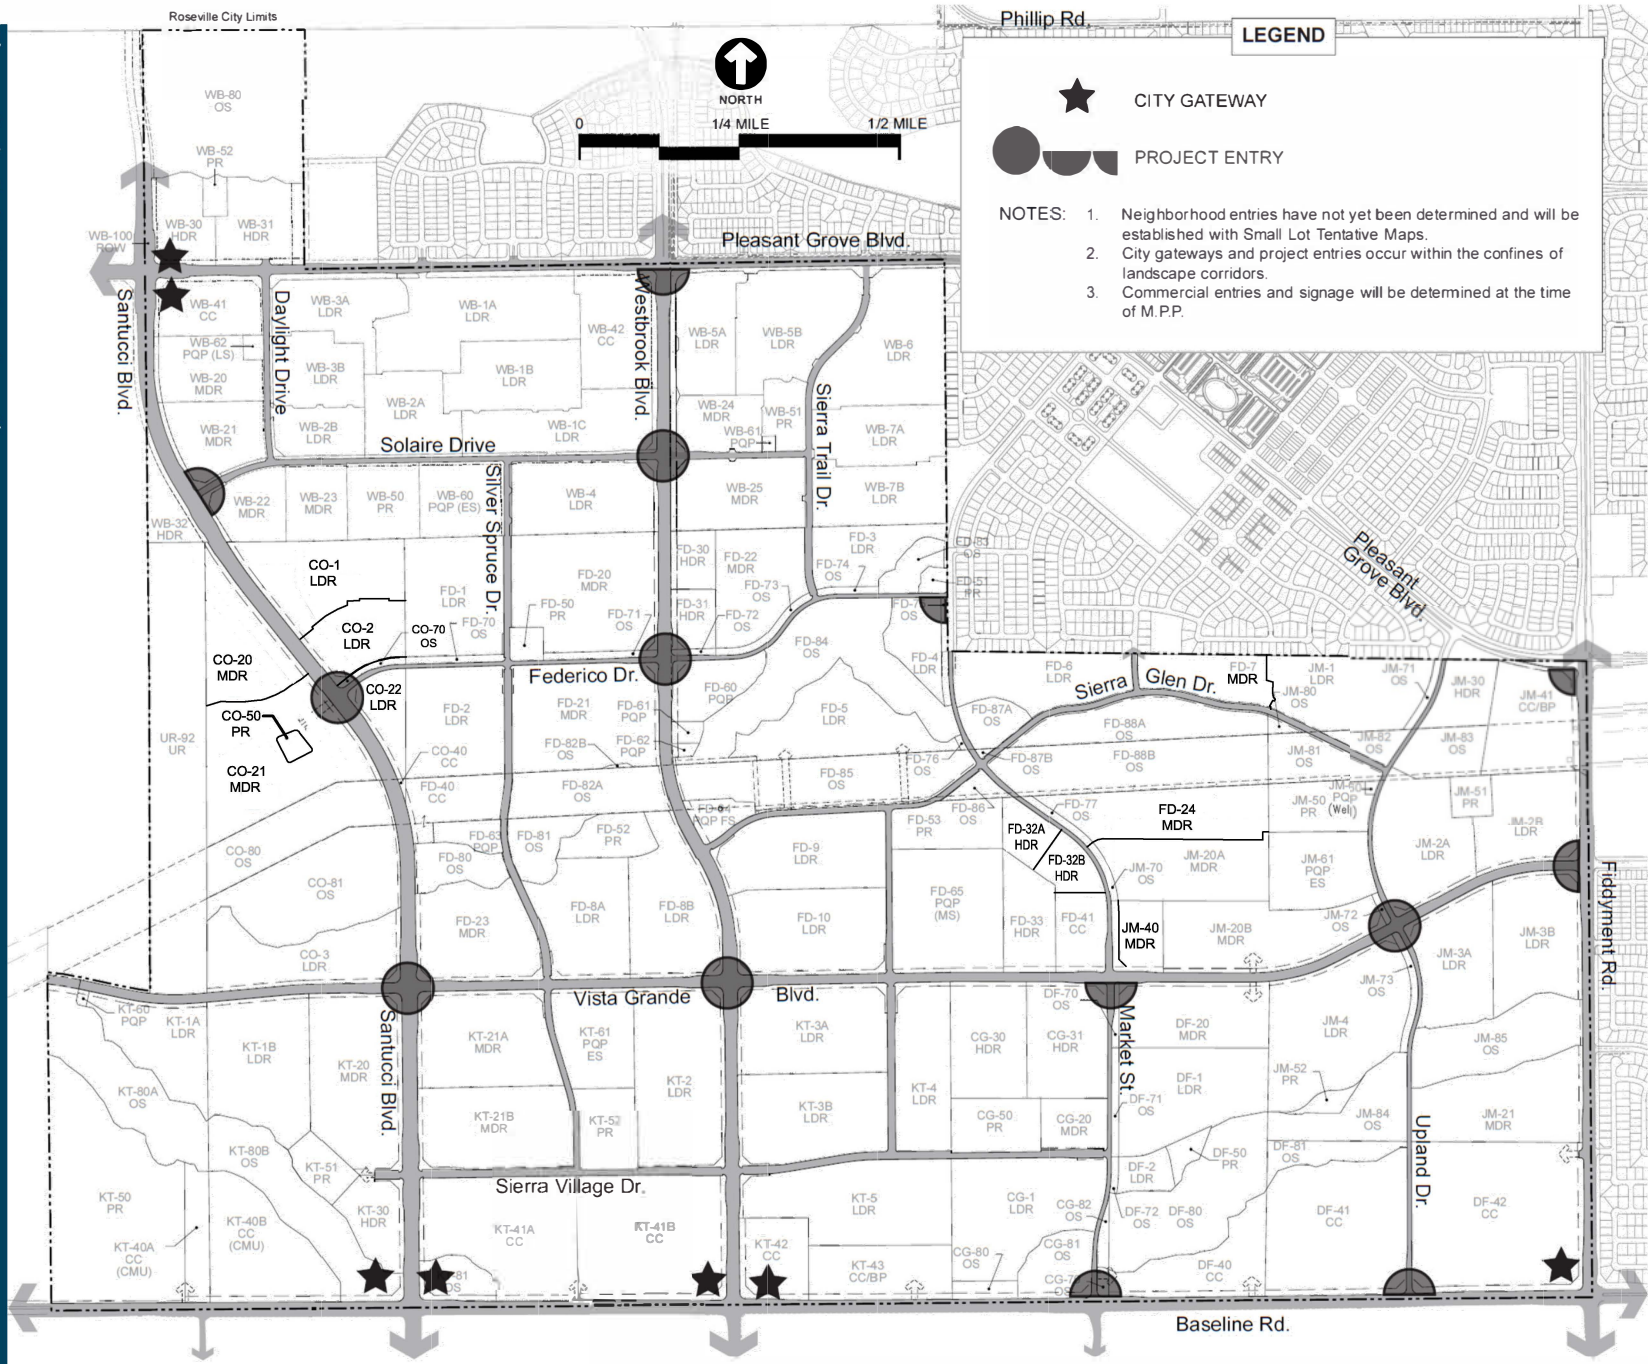 Roseville City Limits
Phillip Rd.
LEGEND
CITY GATEWAY
PROJECT ENTRY
NOTES: 1. Neighborhood entries have not yet been determined and will be
established with Small Lot Tentative Maps.
2. City gateways and project entries occur within the confines of
landscape corridors.
3. Commercial entries and signage will be determined at the time
of M.P.P.
NORTH
0 1/4 MILE 1/2 MILE
WB-80
OS
WB-52
PR
WB-30
HDR
WB-31
HDR
WB-100
ROW
Pleasant Grove Blvd.
Santucci Blvd.
Daylight Drive
Westbrook Blvd.
WB-41
CC
WB-62
PQP (LS)
WB-20
MDR
WB-21
MDR
WB-3A
LDR
WB-1A
LDR
WB-42
CC
WB-5A
LDR
WB-5B
LDR
WB-6
LDR
WB-3B
LDR
WB-1B
LDR
WB-2A
LDR
WB-2B
LDR
WB-1C
LDR
WB-24
MDR
WB-51
PR
WB-61
PQP
WB-7A
LDR
Sierra Trail Dr.
Solaire Drive
Silver Spruce Dr.
WB-22
MDR
WB-23
MDR
WB-50
PR
WB-60
PQP (ES)
WB-4
LDR
WB-25
MDR
WB-7B
LDR
WB-32
HDR
Pleasant
Grove Blvd.
CO-1
LDR
CO-2
LDR
CO-70
OS
FD-1
LDR
FD-70
OS
FD-20
MDR
FD-50
PR
FD-71
OS
FD-30
HDR
FD-22
MDR
FD-31
HDR
FD-73
OS
FD-72
OS
FD-3
LDR
FD-74
OS
FD-83
OS
FD-51
PR
OS
FD-84
OS
FD-4
LDR
CO-20
MDR
CO-22
LDR
CO-50
PR
CO-21
MDR
UR-92
UR
Federico Dr.
FD-2
LDR
FD-21
MDR
FD-60
PQP
FD-61
PQP
FD-62
PQP
FD-5
LDR
FD-82B
OS
FD-82A
OS
CO-40
CC
FD-40
CC
FD-6
LDR
FD-7
MDR
Sierra Glen Dr.
JM-1
LDR
JM-71
OS
JM-30
HDR
JM-41
CC/BP
JM-80
OS
FD-87A
OS
FD-88A
OS
FD-87B
OS
FD-88B
OS
JM-81
OS
JM-82
OS
JM-83
OS
FD-76
OS
FD-85
OS
FD-86
OS
FD-77
OS
FD-24
MDR
JM-50
PR
PQP
(Well)
JM-51
PR
JM-2B
LDR
JM-2A
LDR
PQP FS
FD-53
PR
FD-32A
HDR
FD-32B
HDR
FD-63
PQP
FD-81
OS
FD-52
PR
FD-80
OS
FD-9
LDR
CO-80
OS
CO-81
OS
CO-3
LDR
FD-23
MDR
FD-8A
LDR
FD-8B
LDR
FD-10
LDR
FD-65
PQP
(MS)
FD-33
HDR
FD-41
CC
JM-70
OS
JM-20A
MDR
JM-61
PQP
ES
JM-40
MDR
JM-20B
MDR
JM-72
OS
JM-3A
LDR
JM-3B
LDR
JM-73
OS
Fiddyment Rd.
Vista Grande Blvd.
Santucci Blvd.
Market St.
Upland Dr.
KT-60
PQP
KT-1A
LDR
KT-1B
LDR
KT-20
MDR
KT-21A
MDR
KT-61
PQP
ES
KT-2
LDR
KT-3A
LDR
KT-3B
LDR
KT-4
LDR
CG-30
HDR
CG-31
HDR
DF-70
OS
DF-20
MDR
JM-4
LDR
JM-85
OS
JM-52
PR
DF-1
LDR
DF-71
OS
JM-84
OS
JM-21
MDR
KT-80A
OS
KT-80B
OS
KT-51
PR
KT-21B
MDR
PR
CG-50
PR
CG-20
MDR
DF-50
PR
DF-81
OS
DF-2
LDR
Sierra Village Dr.
KT-50
PR
KT-40A
CC
(CMU)
KT-40B
CC
(CMU)
KT-30
HDR
KT-41A
CC
KT-41B
CC
KT-42
CC
KT-5
LDR
KT-43
CC/BP
CG-1
LDR
CG-82
OS
CG-81
OS
CG-80
OS
DF-72
OS
DF-80
OS
DF-40
CC
DF-41
CC
DF-42
CC
Baseline Rd.